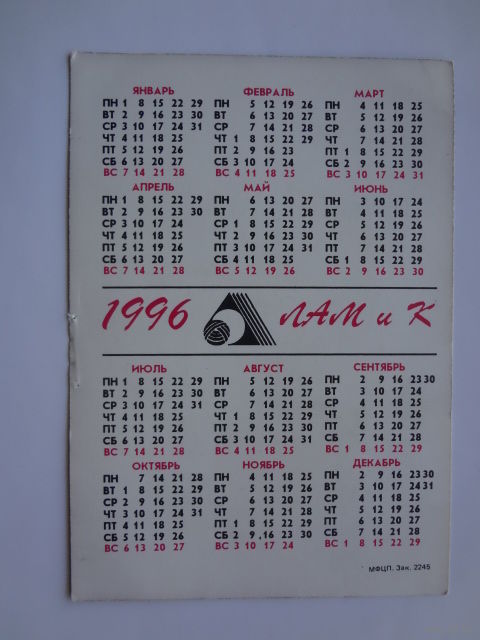 ЯНВАРЬ
ПН 1 8 15 22 29
ВТ 2 9 16 23 30
СР 3 10 17 24 31
ЧТ 4 11 18 25
ПТ 5 12 19 26
СБ 6 13 20 27
ВС 7 14 21 28
ФЕВРАЛЬ
ПН 5 12 19 26
ВТ 6 13 20 27
СР 7 14 21 28
ЧТ 1 8 15 22 29
ПТ 2 9 16 23
СБ 3 10 17 24
ВС 4 11 18 25
МАРТ
ПН 4 11 18 25
ВТ 5 12 19 26
СР 6 13 20 27
ЧТ 7 14 21 28
ПТ 1 8 15 22 29
СБ 2 9 16 23 30
ВС 3 10 17 24 31
АПРЕЛЬ
ПН 1 8 15 22 29
ВТ 2 9 16 23 30
СР 3 10 17 24
ЧТ 4 11 18 25
ПТ 5 12 19 26
СБ 6 13 20 27
ВС 7 14 21 28
МАЙ
ПН 6 13 20 27
ВТ 7 14 21 28
СР 1 8 15 22 29
ЧТ 2 9 16 23 30
ПТ 3 10 17 24 31
СБ 4 11 18 25
ВС 5 12 19 26
ИЮНЬ
ПН 3 10 17 24
ВТ 4 11 18 25
СР 5 12 19 26
ЧТ 6 13 20 27
ПТ 7 14 21 28
СБ 1 8 15 22 29
ВС 2 9 16 23 30
1996 ЛАМ и К
ИЮЛЬ
ПН 1 8 15 22 29
ВТ 2 9 16 23 30
СР 3 10 17 24 31
ЧТ 4 11 18 25
ПТ 5 12 19 26
СБ 6 13 20 27
ВС 7 14 21 28
АВГУСТ
ПН 5 12 19 26
ВТ 6 13 20 27
СР 7 14 21 28
ЧТ 1 8 15 22 29
ПТ 2 9 16 23 30
СБ 3 10 17 24 31
ВС 4 11 18 25
СЕНТЯБРЬ
ПН 2 9 16 23 30
ВТ 3 10 17 24
СР 4 11 18 25
ЧТ 5 12 19 26
ПТ 6 13 20 27
СБ 7 14 21 28
ВС 1 8 15 22 29
ОКТЯБРЬ
ПН 7 14 21 28
ВТ 1 8 15 22 29
СР 2 9 16 23 30
ЧТ 3 10 17 24 31
ПТ 4 11 18 25
СБ 5 12 19 26
ВС 6 13 20 27
НОЯБРЬ
ПН 4 11 18 25
ВТ 5 12 19 26
СР 6 13 20 27
ЧТ 7 14 21 28
ПТ 1 8 15 22 29
СБ 2 9 16 23 30
ВС 3 10 17 24
ДЕКАБРЬ
ПН 2 9 16 23 30
ВТ 3 10 17 24 31
СР 4 11 18 25
ЧТ 5 12 19 26
ПТ 6 13 20 27
СБ 7 14 21 28
ВС 1 8 15 22 29
МФЦП. Зак. 2245